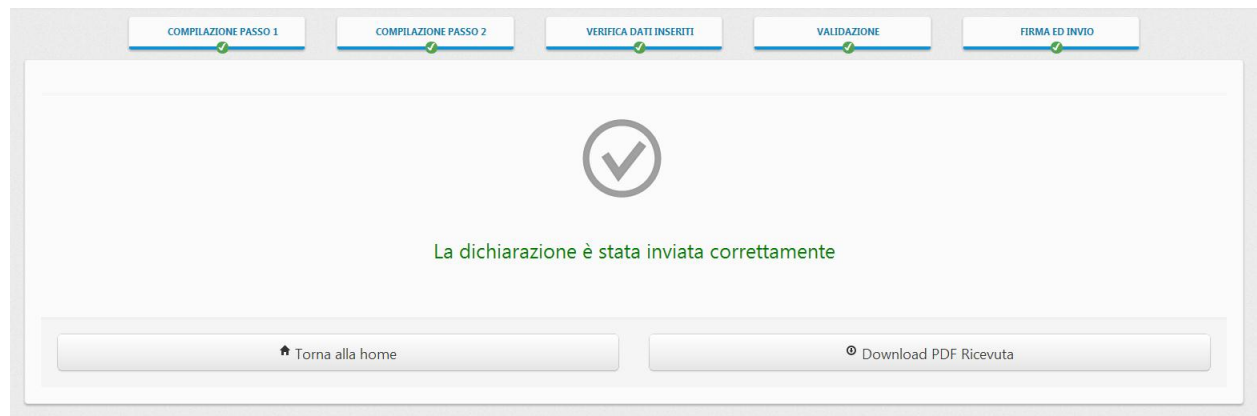 COMPILAZIONE PASSO 1
COMPILAZIONE PASSO 2
VERIFICA DATI INSERITI
VALIDAZIONE
FIRMA ED INVIO
La dichiarazione è stata inviata correttamente
Torna alla home
Download PDF Ricevuta